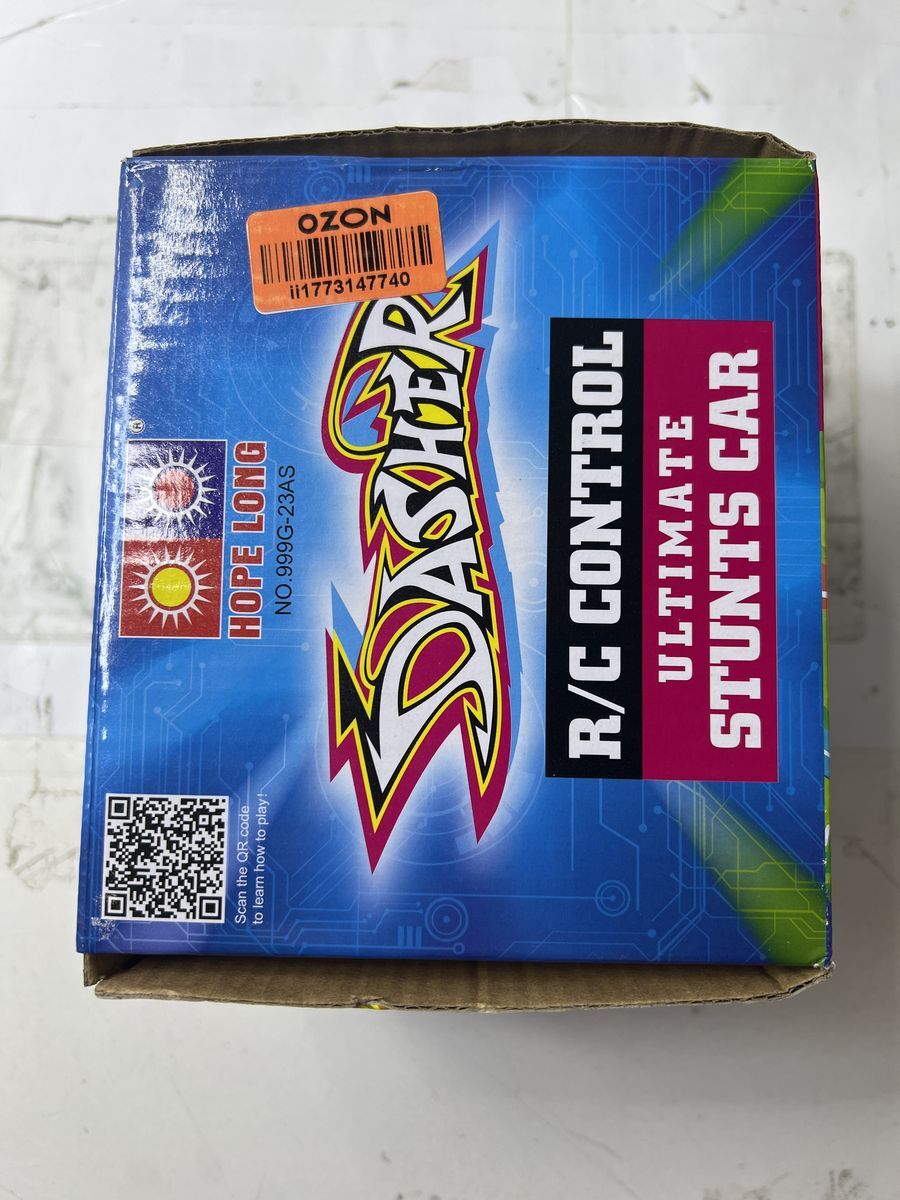 OZON
ii1773147740
®
HOPE LONG
NO.999G-23AS
DASHER
R/C CONTROL
ULTIMATE
STUNTS CAR
Scan the QR code
to learn how to play!